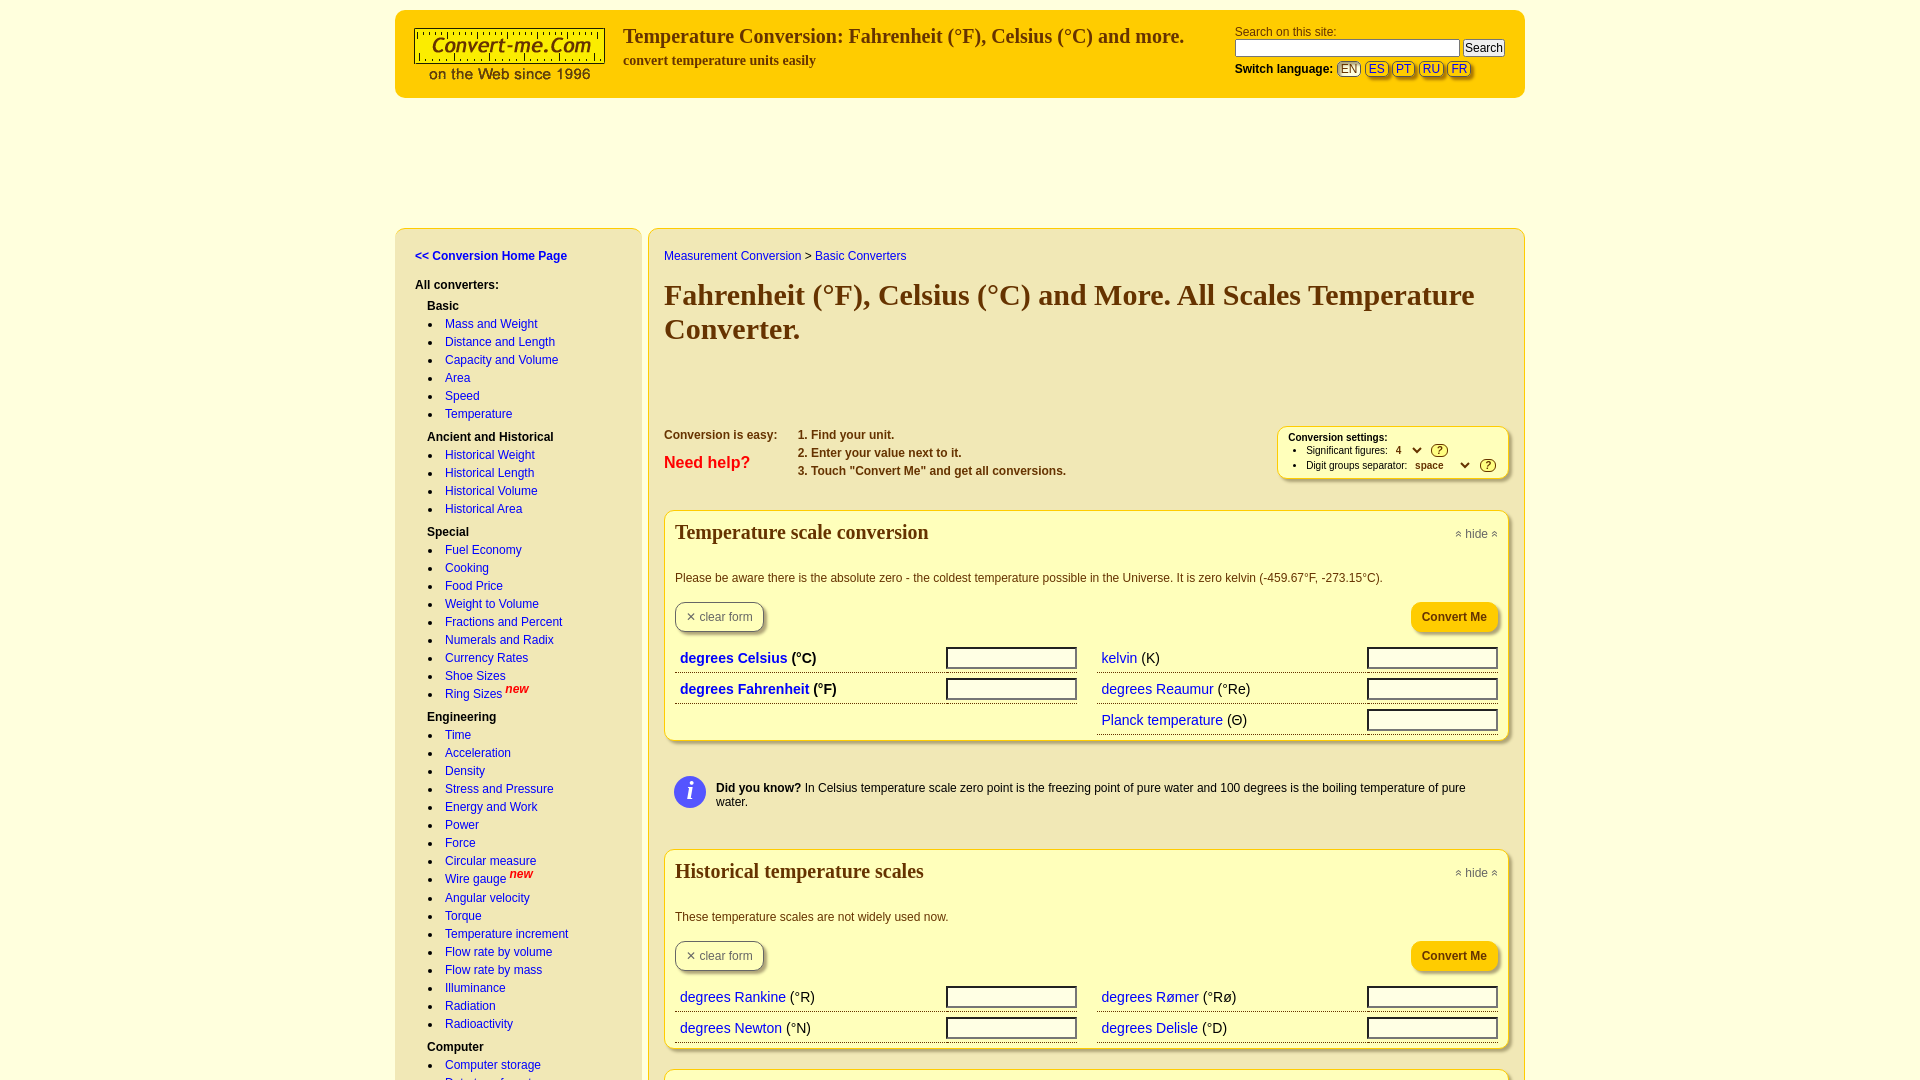 Convert-me.Com
on the Web since 1996
Temperature Conversion: Fahrenheit (°F), Celsius (°C) and more.
convert temperature units easily
Search on this site:
Search
Switch language: EN ES PT RU FR
<< Conversion Home Page
All converters:
Basic
Mass and Weight
Distance and Length
Capacity and Volume
Area
Speed
Temperature
Ancient and Historical
Historical Weight
Historical Length
Historical Volume
Historical Area
Special
Fuel Economy
Cooking
Food Price
Weight to Volume
Fractions and Percent
Numerals and Radix
Currency Rates
Shoe Sizes
Ring Sizes new
Engineering
Time
Acceleration
Density
Stress and Pressure
Energy and Work
Power
Force
Circular measure
Wire gauge new
Angular velocity
Torque
Temperature increment
Flow rate by volume
Flow rate by mass
Illuminance
Radiation
Radioactivity
Computer
Computer storage
Measurement Conversion > Basic Converters
Fahrenheit (°F), Celsius (°C) and More. All Scales Temperature
Converter.
Conversion is easy:
Need help?
1. Find your unit.
2. Enter your value next to it.
3. Touch "Convert Me" and get all conversions.
Conversion settings:
Significant figures: 4 ?
Digit groups separator: space ?
Temperature scale conversion
hide
Please be aware there is the absolute zero - the coldest temperature possible in the Universe. It is zero kelvin (-459.67°F, -273.15°C).
✕ clear form
Convert Me
degrees Celsius (°C)
kelvin (K)
degrees Fahrenheit (°F)
degrees Reaumur (°Re)
Planck temperature (Θ)
i
Did you know? In Celsius temperature scale zero point is the freezing point of pure water and 100 degrees is the boiling temperature of pure
water.
Historical temperature scales
hide
These temperature scales are not widely used now.
✕ clear form
Convert Me
degrees Rankine (°R)
degrees Rømer (°Rø)
degrees Newton (°N)
degrees Delisle (°D)